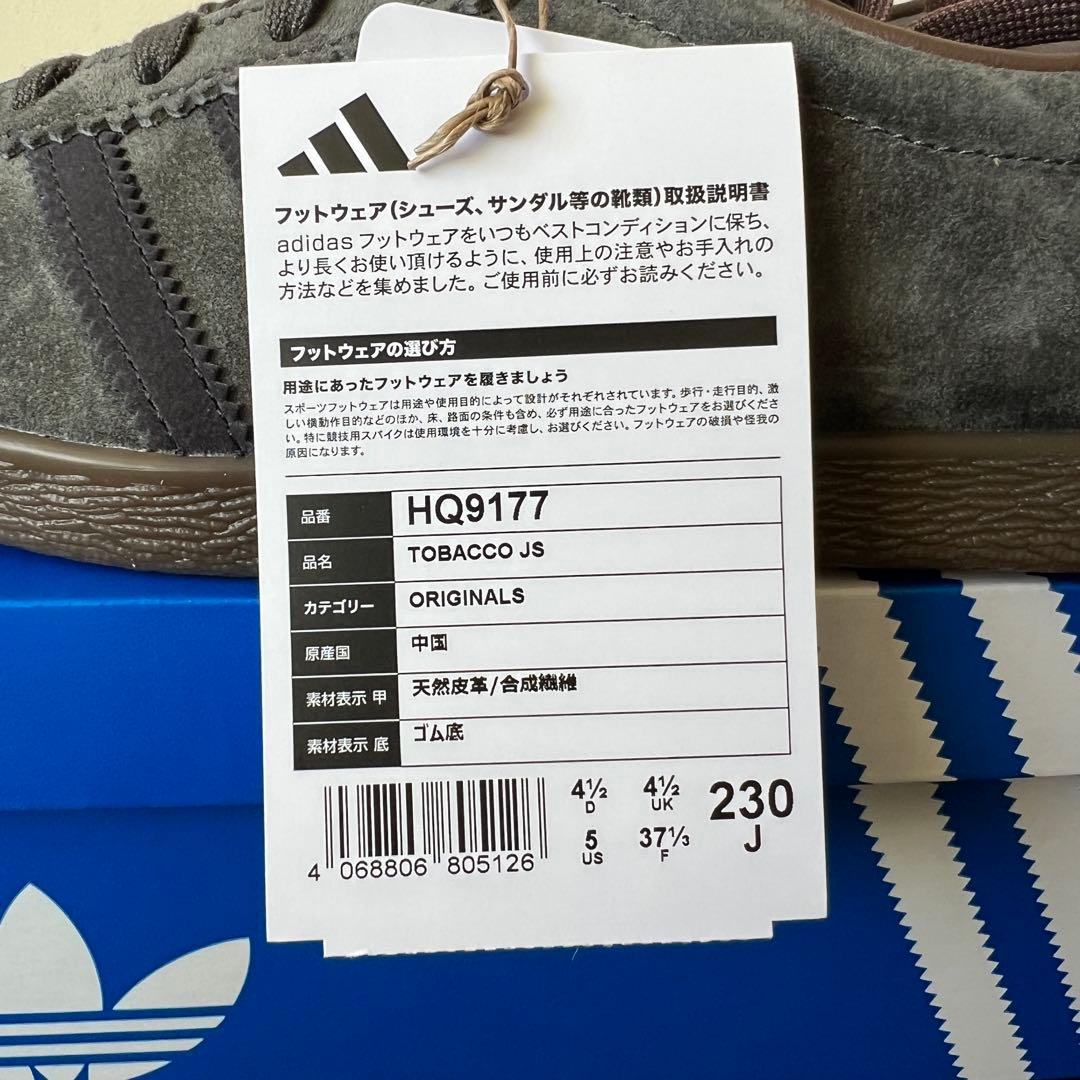 フットウェア(シューズ、サンダル等の靴類)取扱説明書
adidas フットウェアをいつもベストコンディションに保ち、
より長くお使い頂けるように、使用上の注意やお手入れの
方法などを集めました。ご使用前に必ずお読みください。
フットウェアの選び方
用途にあったフットウェアを履きましょう
スポーツフットウェアは用途や使用目的によって設計がそれぞれされています。歩行・走行目的、激
しい横動作目的などのほか、床、路面の条件も含め、必ず用途に合ったフットウェアをお選びくださ
い。特に競技用スパイクは使用環境を十分に考慮し、お選びください。フットウェアの破損や怪我の
原因になります。
品番 HQ9177
品名 TOBACCO JS
カテゴリー ORIGINALS
原産国 中国
素材表示 甲 天然皮革/合成繊維
素材表示 底 ゴム底
4½ 4½ 230
D UK J
5 37⅓
US F
4 068806 805126